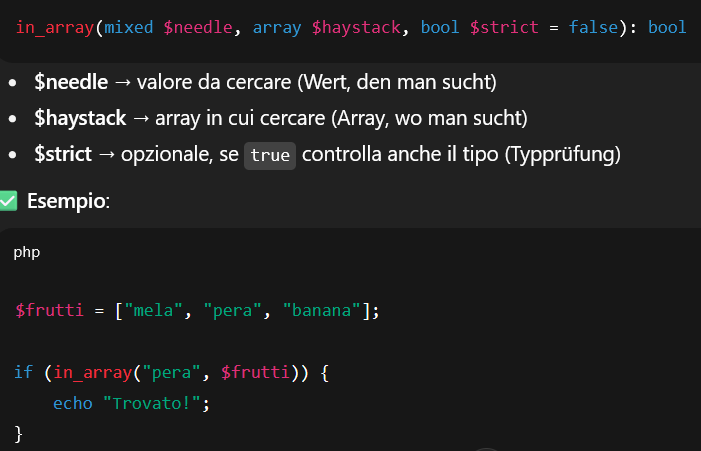 in_array(mixed $needle, array $haystack, bool $strict = false): bool
• $needle → valore da cercare (Wert, den man sucht)
• $haystack → array in cui cercare (Array, wo man sucht)
• $strict → opzionale, se true controlla anche il tipo (Typprüfung)
✅ Esempio:
php
$frutti = ["mela", "pera", "banana"];
if (in_array("pera", $frutti)) {
    echo "Trovato!";
}